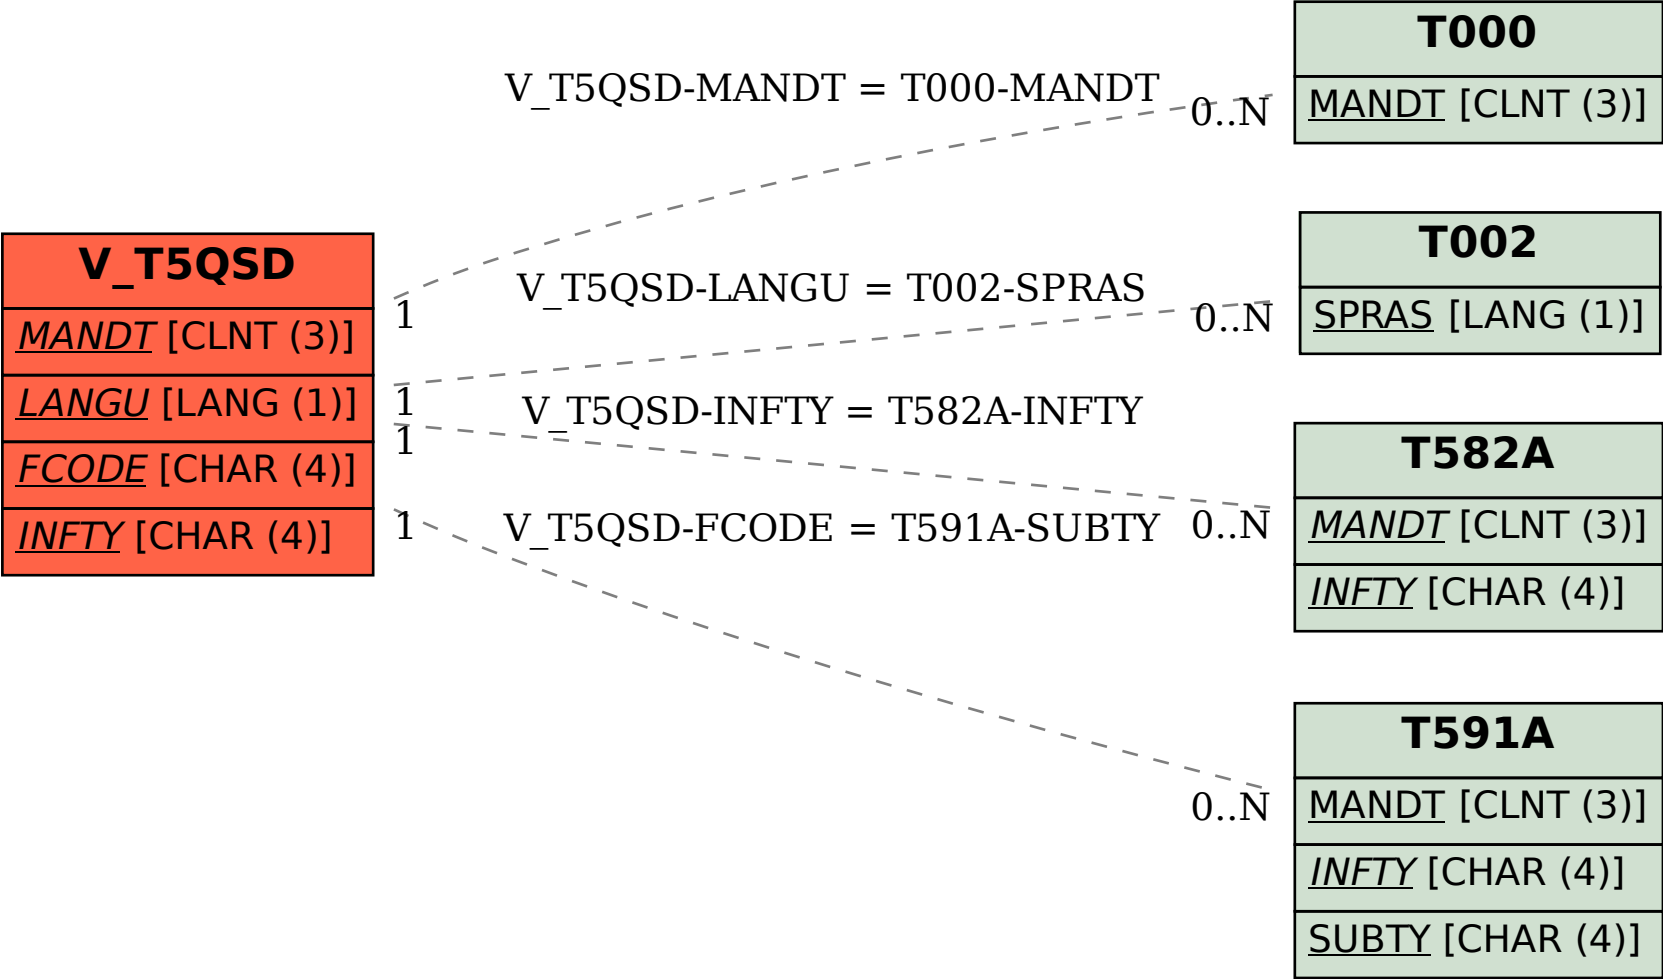 V_T5QSD
MANDT [CLNT (3)]
LANGU [LANG (1)]
FCODE [CHAR (4)]
INFTY [CHAR (4)]
V_T5QSD-MANDT = T000-MANDT
1
0..N
V_T5QSD-LANGU = T002-SPRAS
1
0..N
V_T5QSD-INFTY = T582A-INFTY
1
0..N
V_T5QSD-FCODE = T591A-SUBTY
1
0..N
T000
MANDT [CLNT (3)]
T002
SPRAS [LANG (1)]
T582A
MANDT [CLNT (3)]
INFTY [CHAR (4)]
T591A
MANDT [CLNT (3)]
INFTY [CHAR (4)]
SUBTY [CHAR (4)]